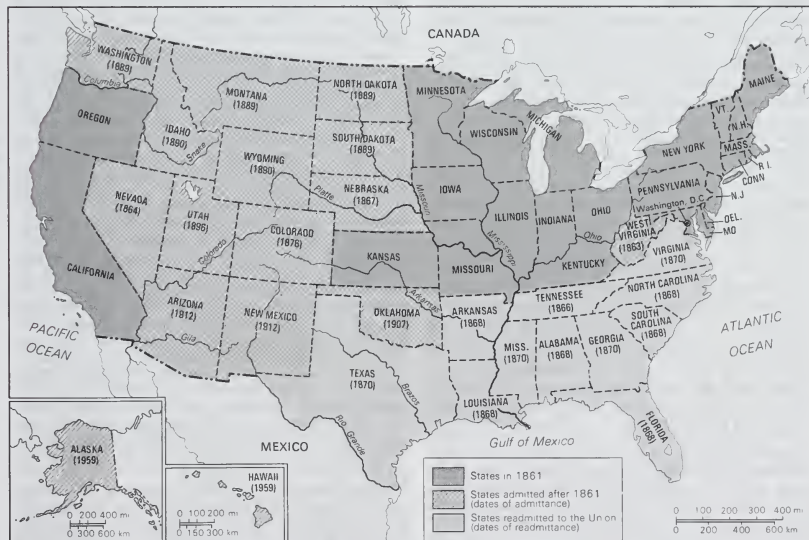 CANADA
WASHINGTON
(1889)
Columbia
MONTANA
(1889)
NORTH DAKOTA
(1889)
MINNESOTA
MAINE
VT.
N.H.
OREGON
IDAHO
(1890)
Snake
SOUTH DAKOTA
(1889)
WISCONSIN
MICHIGAN
NEW YORK
MASS.
R.I.
CONN
WYOMING
(1890)
NEBRASKA
(1867)
Platte
Missouri
IOWA
PENNSYLVANIA
N.J
Washington, D.C.
NEVADA
(1864)
UTAH
(1896)
COLORADO
(1876)
Colorado
ILLINOIS
INDIANA
OHIO
Ohio
WEST
VIRGINIA
(1863)
DEL.
MD
Mississippi
CALIFORNIA
KANSAS
MISSOURI
KENTUCKY
VIRGINIA
(1870)
NORTH CAROLINA
(1868)
ARIZONA
(1912)
Gila
NEW MEXICO
(1912)
OKLAHOMA
(1907)
Arkansas
ARKANSAS
(1868)
TENNESSEE
(1866)
SOUTH
CAROLINA
(1868)
PACIFIC
OCEAN
ATLANTIC
OCEAN
TEXAS
(1870)
Brazos
MISS.
(1870)
ALABAMA
(1868)
GEORGIA
(1870)
LOUISIANA
(1868)
FLORIDA
(1868)
Rio Grande
MEXICO
Gulf of Mexico
ALASKA
(1959)
0 200 400 mi
0 300 600 km
HAWAII
(1959)
0 100 200 mi
0 150 300 km
States in 1861
States admitted after 1861
(dates of admittance)
States readmitted to the Union
(dates of readmittance)
0 200 400 mi
0 200 400 600 km